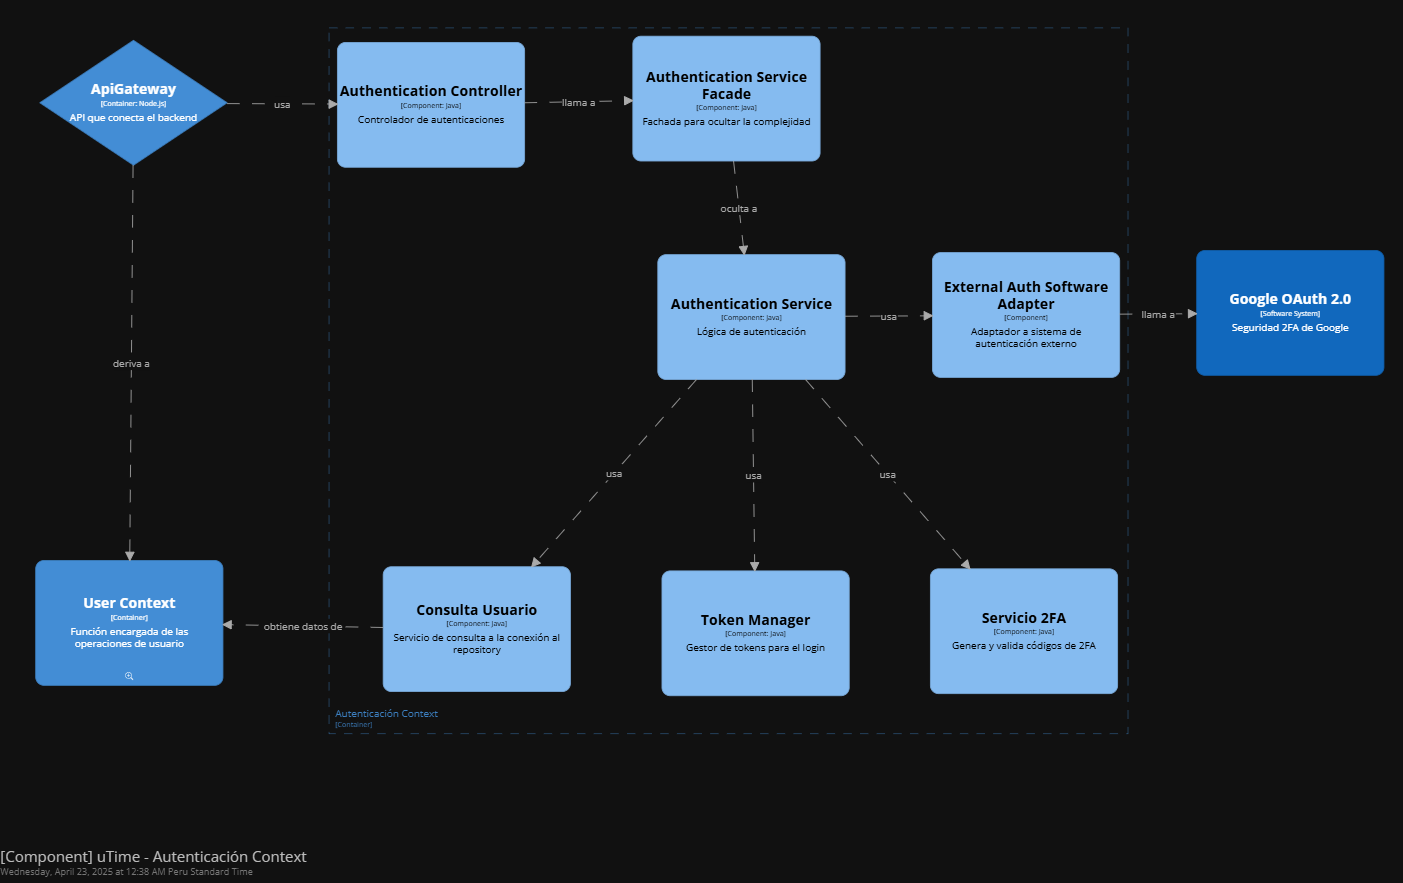 ApiGateway
[Container: Node.js]
API que conecta el backend
usa
Authentication Controller
[Component: Java]
Controlador de autenticaciones
llama a
Authentication Service
Facade
[Component: Java]
Fachada para ocultar la complejidad
oculta a
Authentication Service
[Component: Java]
Lógica de autenticación
usa
External Auth Software
Adapter
[Component]
Adaptador a sistema de
autenticación externo
llama a
Google OAuth 2.0
[Software System]
Seguridad 2FA de Google
deriva a
usa
usa
usa
User Context
[Container]
Función encargada de las
operaciones de usuario
obtiene datos de
Consulta Usuario
[Component: Java]
Servicio de consulta a la conexión al
repository
Token Manager
[Component: Java]
Gestor de tokens para el login
Servicio 2FA
[Component: Java]
Genera y valida códigos de 2FA
Autenticación Context
[Container]
[Component] uTime - Autenticación Context
Wednesday, April 23, 2025 at 12:38 AM Peru Standard Time